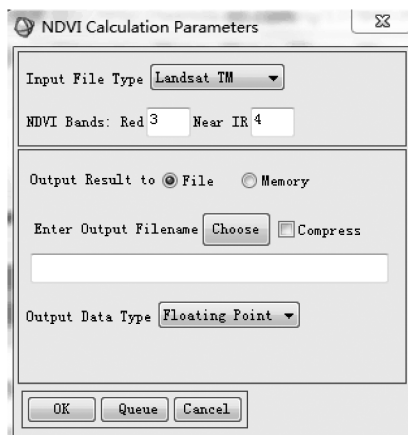 NDVI Calculation Parameters
Input File Type Landsat TM
NDVI Bands: Red 3 Near IR 4
Output Result to File Memory
Enter Output Filename Choose Compress
Output Data Type Floating Point
OK Queue Cancel